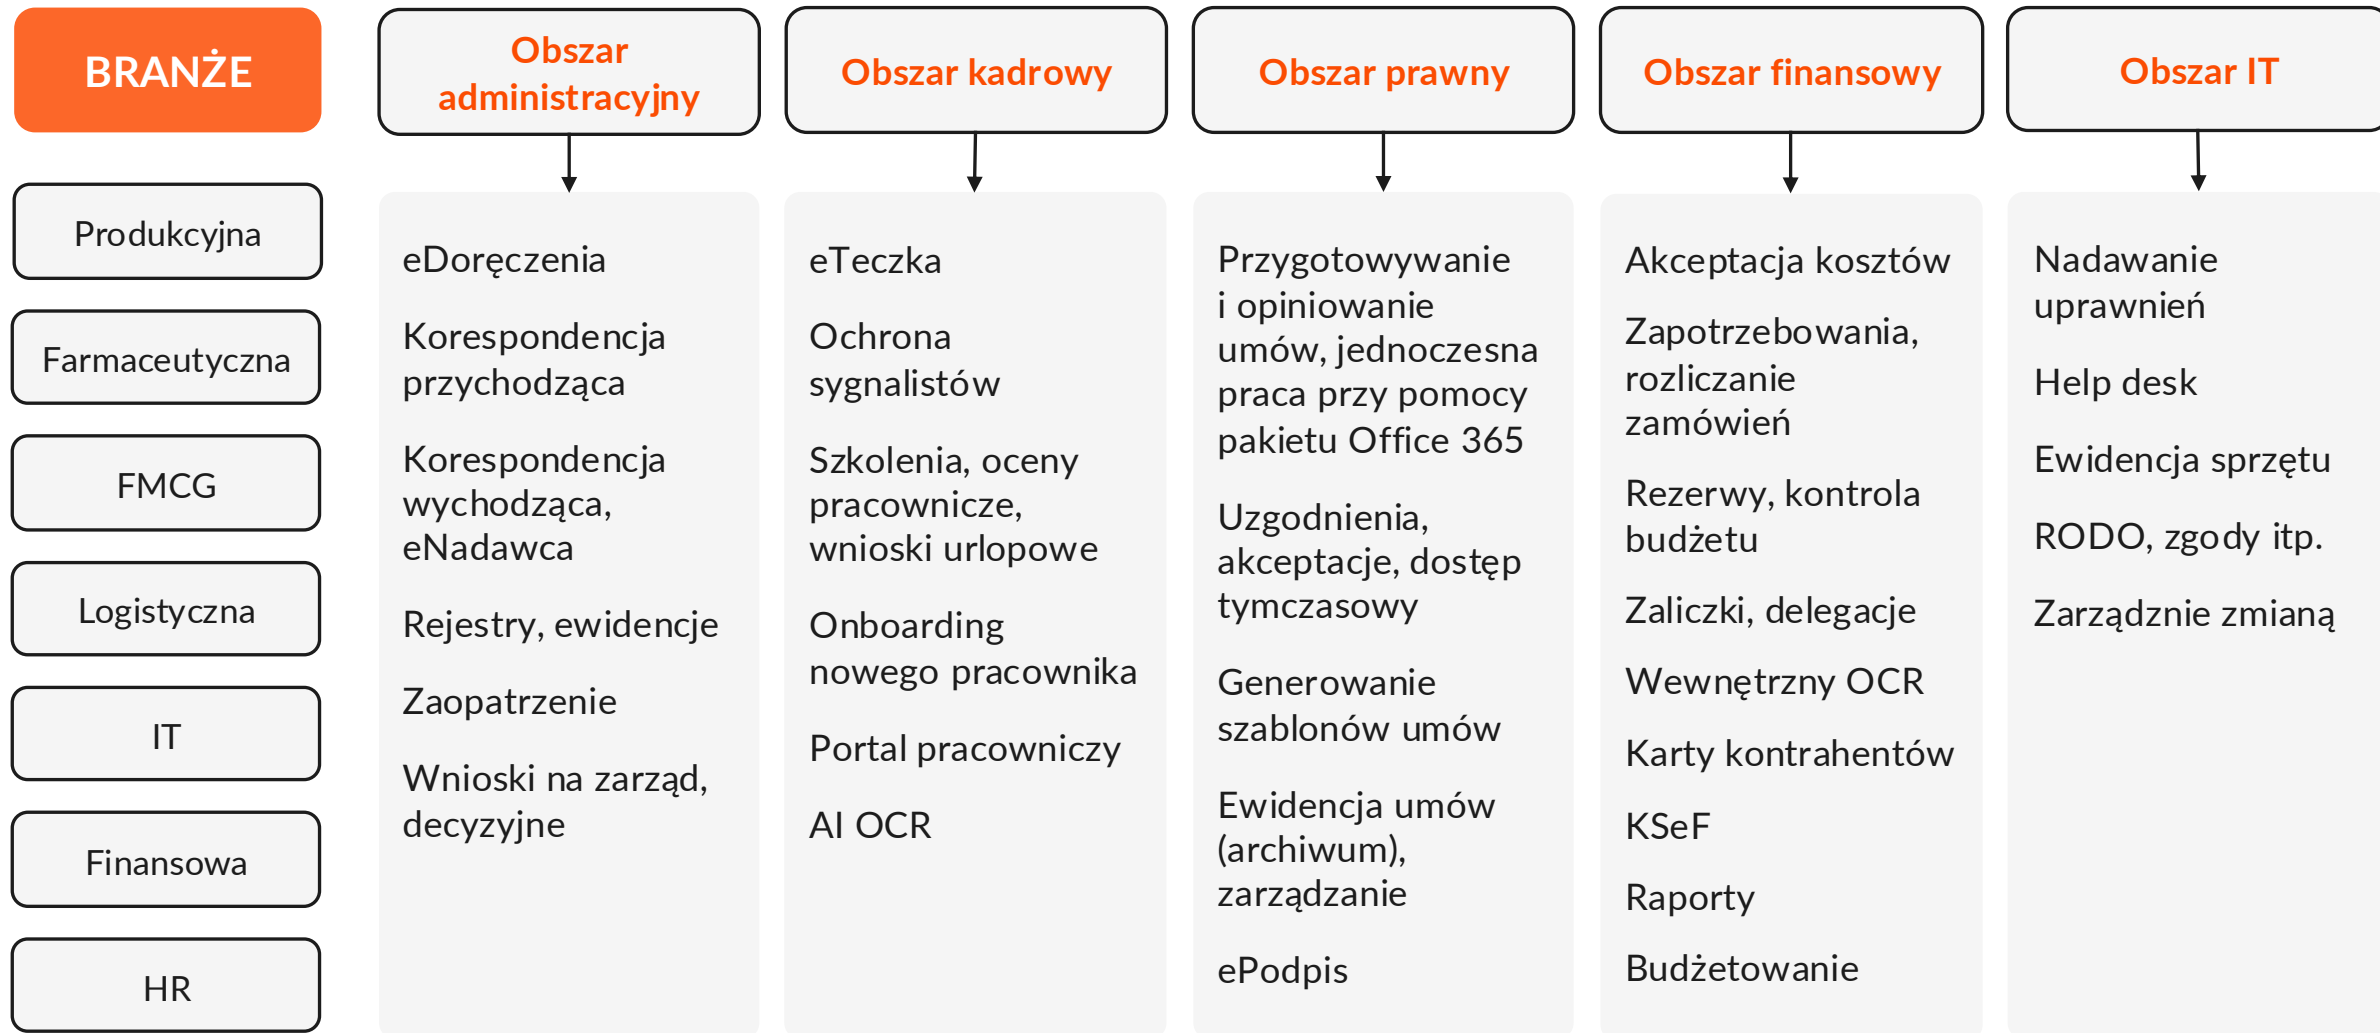 BRANŻE
Produkcyjna
Farmaceutyczna
FMCG
Logistyczna
IT
Finansowa
HR
Obszar
administracyjny
eDoręczenia
Korespondencja
przychodząca
Korespondencja
wychodząca,
eNadawca
Rejestry, ewidencje
Zaopatrzenie
Wnioski na zarząd,
decyzyjne
Obszar kadrowy
eTeczka
Ochrona
sygnalistów
Szkolenia, oceny
pracownicze,
wnioski urlopowe
Onboarding
nowego pracownika
Portal pracowniczy
AI OCR
Obszar prawny
Przygotowywanie
i opiniowanie
umów, jednoczesna
praca przy pomocy
pakietu Office 365
Uzgodnienia,
akceptacje, dostęp
tymczasowy
Generowanie
szablonów umów
Ewidencja umów
(archiwum),
zarządzanie
ePodpis
Obszar finansowy
Akceptacja kosztów
Zapotrzebowania,
rozliczanie
zamówień
Rezerwy, kontrola
budżetu
Zaliczki, delegacje
Wewnętrzny OCR
Karty kontrahentów
KSeF
Raporty
Budżetowanie
Obszar IT
Nadawanie
uprawnień
Help desk
Ewidencja sprzętu
RODO, zgody itp.
Zarządznie zmianą